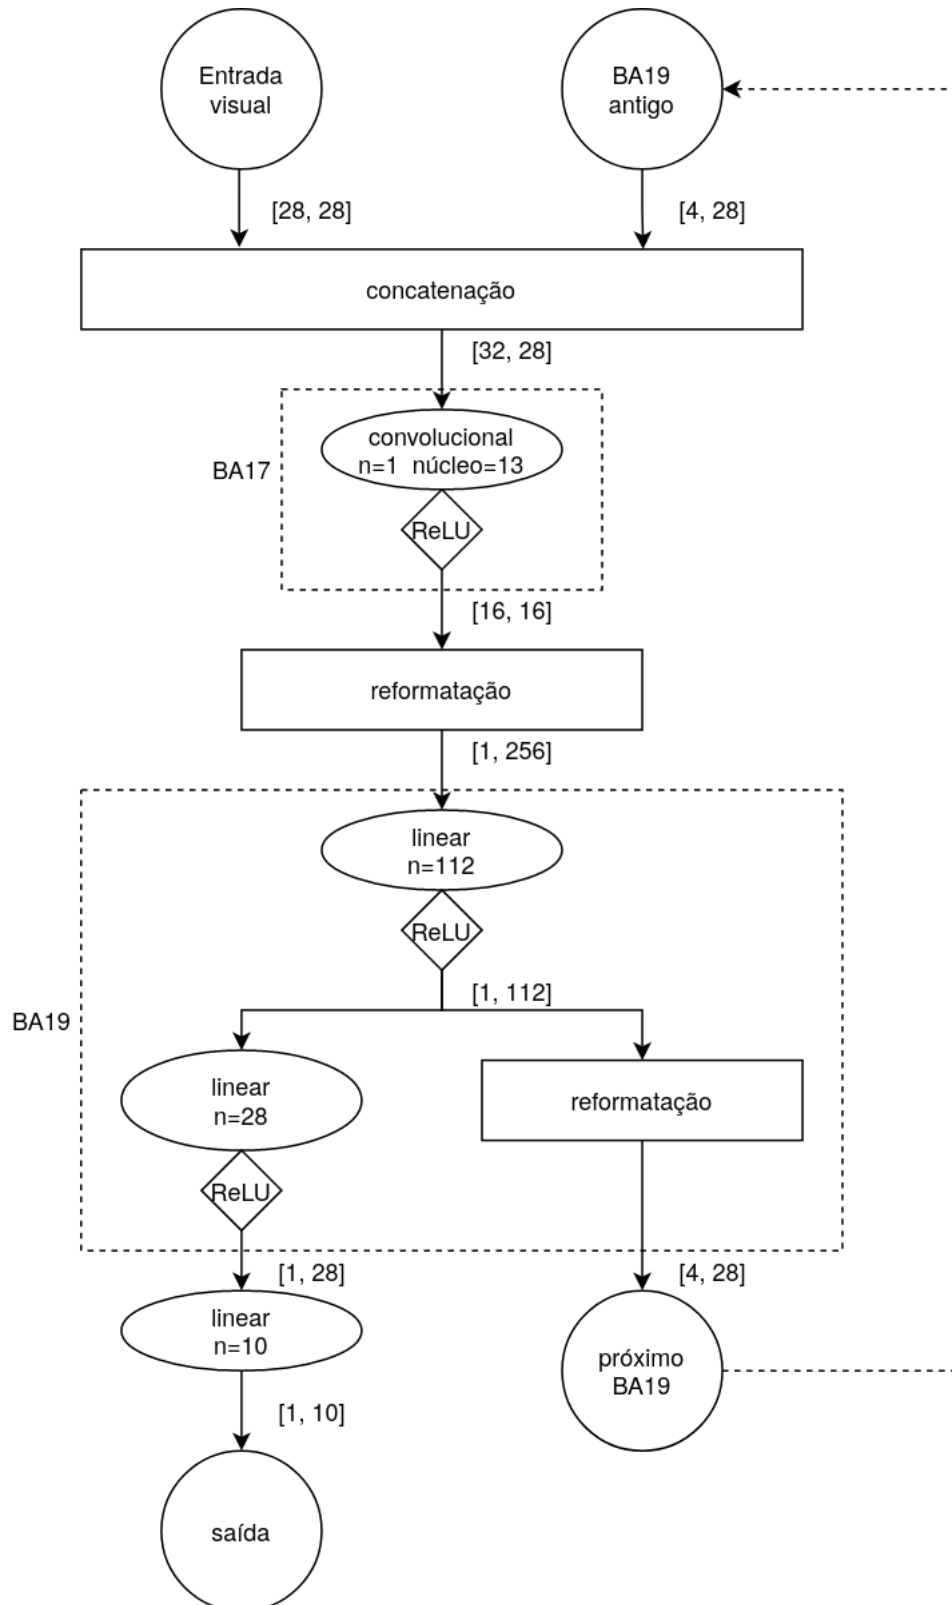 Entrada
visual
BA19
antigo
[28, 28]
[4, 28]
concatenação
[32, 28]
BA17
convolucional
n=1 núcleo=13
ReLU
[16, 16]
reformatação
[1, 256]
BA19
linear
n=112
ReLU
[1, 112]
linear
n=28
reformatação
ReLU
[1, 28]
[4, 28]
linear
n=10
próximo
BA19
[1, 10]
saída